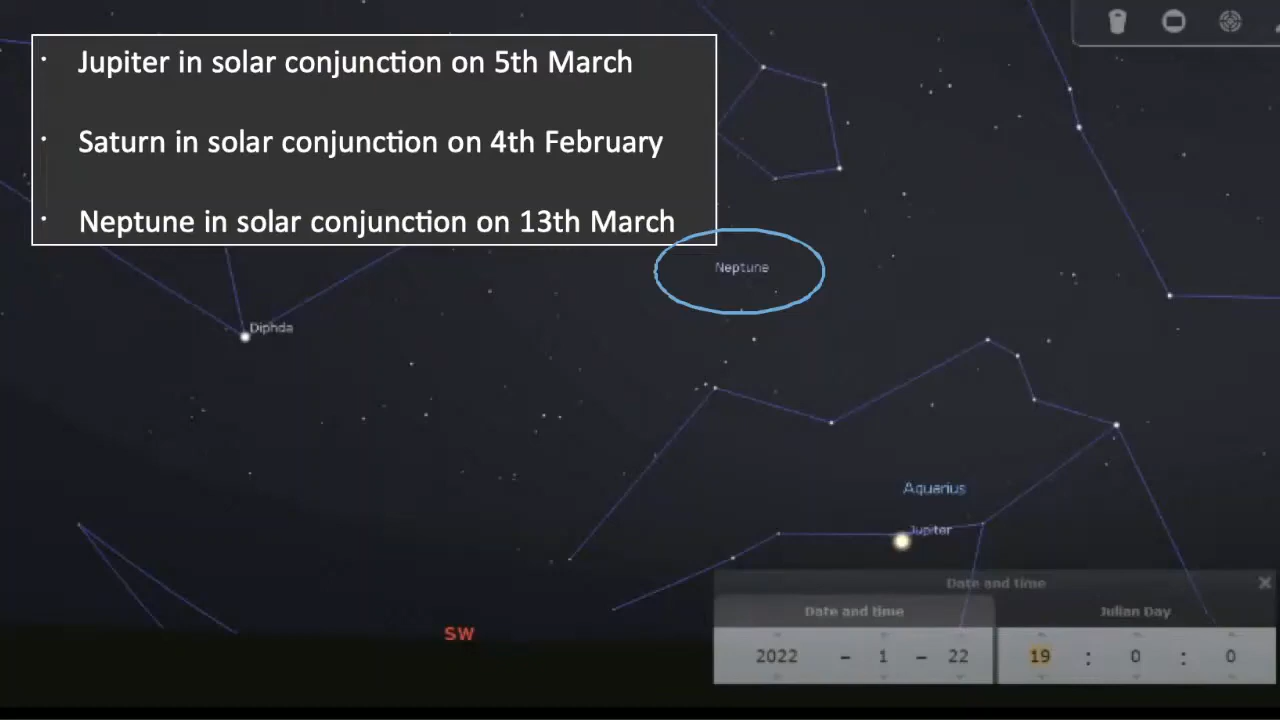 · Jupiter in solar conjunction on 5th March
· Saturn in solar conjunction on 4th February
· Neptune in solar conjunction on 13th March
Neptune
Diphda
Aquarius
Jupiter
Date and time
Date and time Julian Day
SW
2022 - 1 - 22 19 : 0 : 0